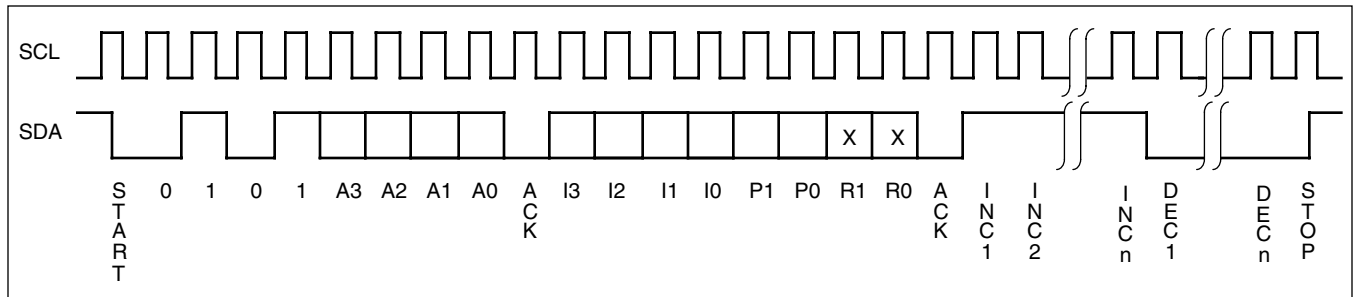 SCL
SDA
X X
START 0 1 0 1 A3 A2 A1 A0 ACK I3 I2 I1 I0 P1 P0 R1 R0 ACK INC1 INC2 INCn DEC1 DECn STOP